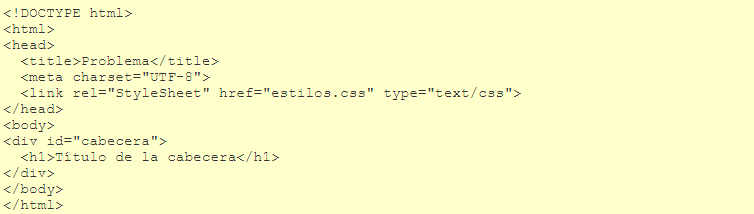 <!DOCTYPE html>
<html>
<head>
  <title>Problema</title>
  <meta charset="UTF-8">
  <link rel="StyleSheet" href="estilos.css" type="text/css">
</head>
<body>
<div id="cabecera">
  <h1>Título de la cabecera</h1>
</div>
</body>
</html>